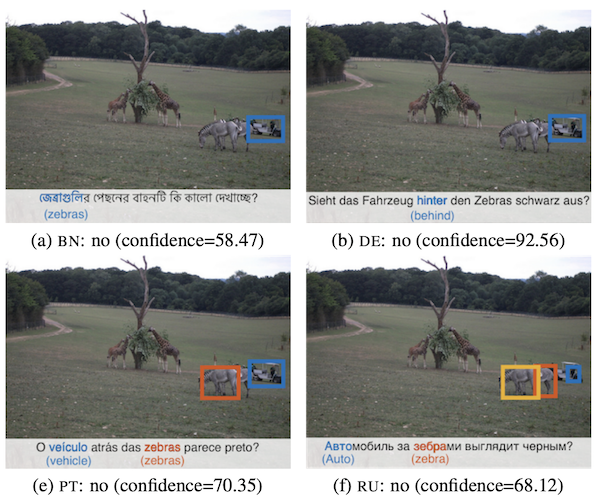 জেব্রাগুলির পেছনের বাহনটি কি কালো দেখাচ্ছে?
(zebras)
Sieht das Fahrzeug hinter den Zebras schwarz aus?
(behind)
(a) BN: no (confidence=58.47)
(b) DE: no (confidence=92.56)
O veículo atrás das zebras parece preto?
(vehicle) (zebras)
Автомобиль за зебрами выглядит черным?
(Auto) (zebra)
(e) PT: no (confidence=70.35)
(f) RU: no (confidence=68.12)